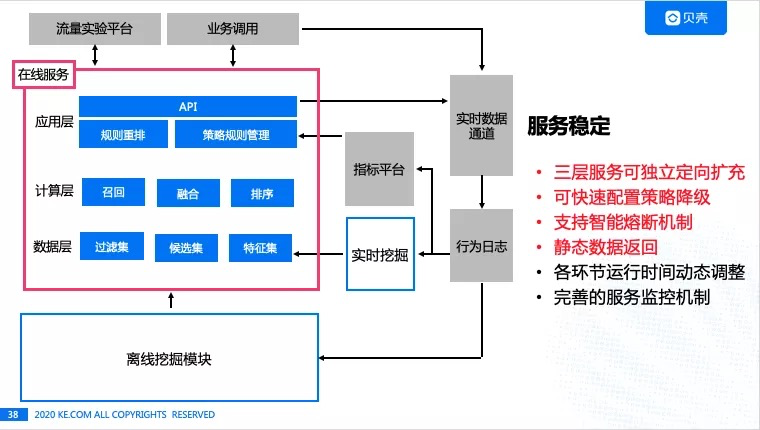 贝壳
流量实验平台
业务调用
在线服务
应用层
API
规则重排
策略规则管理
计算层
召回
融合
排序
数据层
过滤集
候选集
特征集
指标平台
实时挖掘
实时数据
通道
行为日志
离线挖掘模块
服务稳定
• 三层服务可独立定向扩充
• 可快速配置策略降级
• 支持智能熔断机制
• 静态数据返回
• 各环节运行时间动态调整
• 完善的服务监控机制
38
2020 KE.COM ALL COPYRIGHTS RESERVED